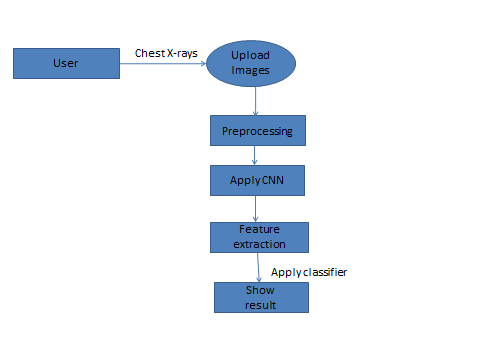 User
Chest X-rays
Upload
Images
Preprocessing
Apply CNN
Feature
extraction
Apply classifier
Show
result